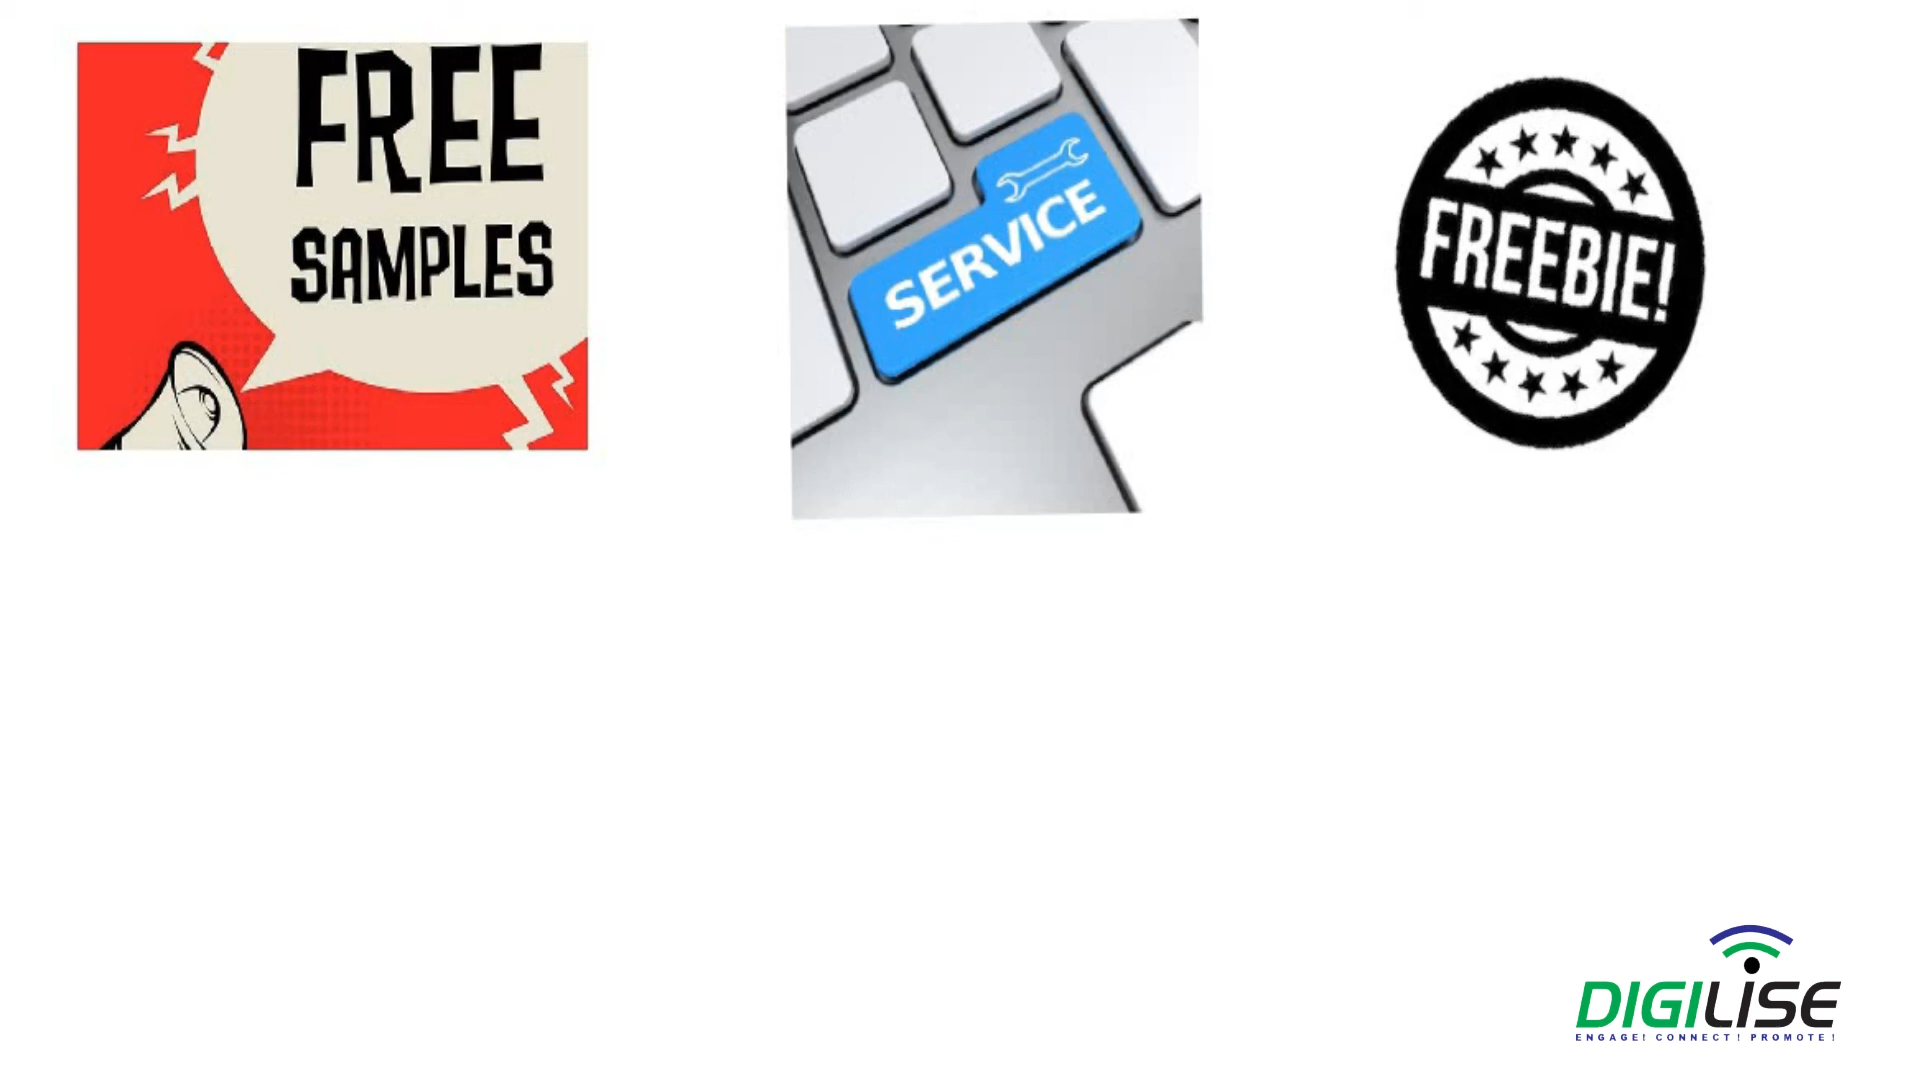 FREE
SAMPLES
SERVICE
FREEBIE!
DIGILISE
ENGAGE! CONNECT! PROMOTE!